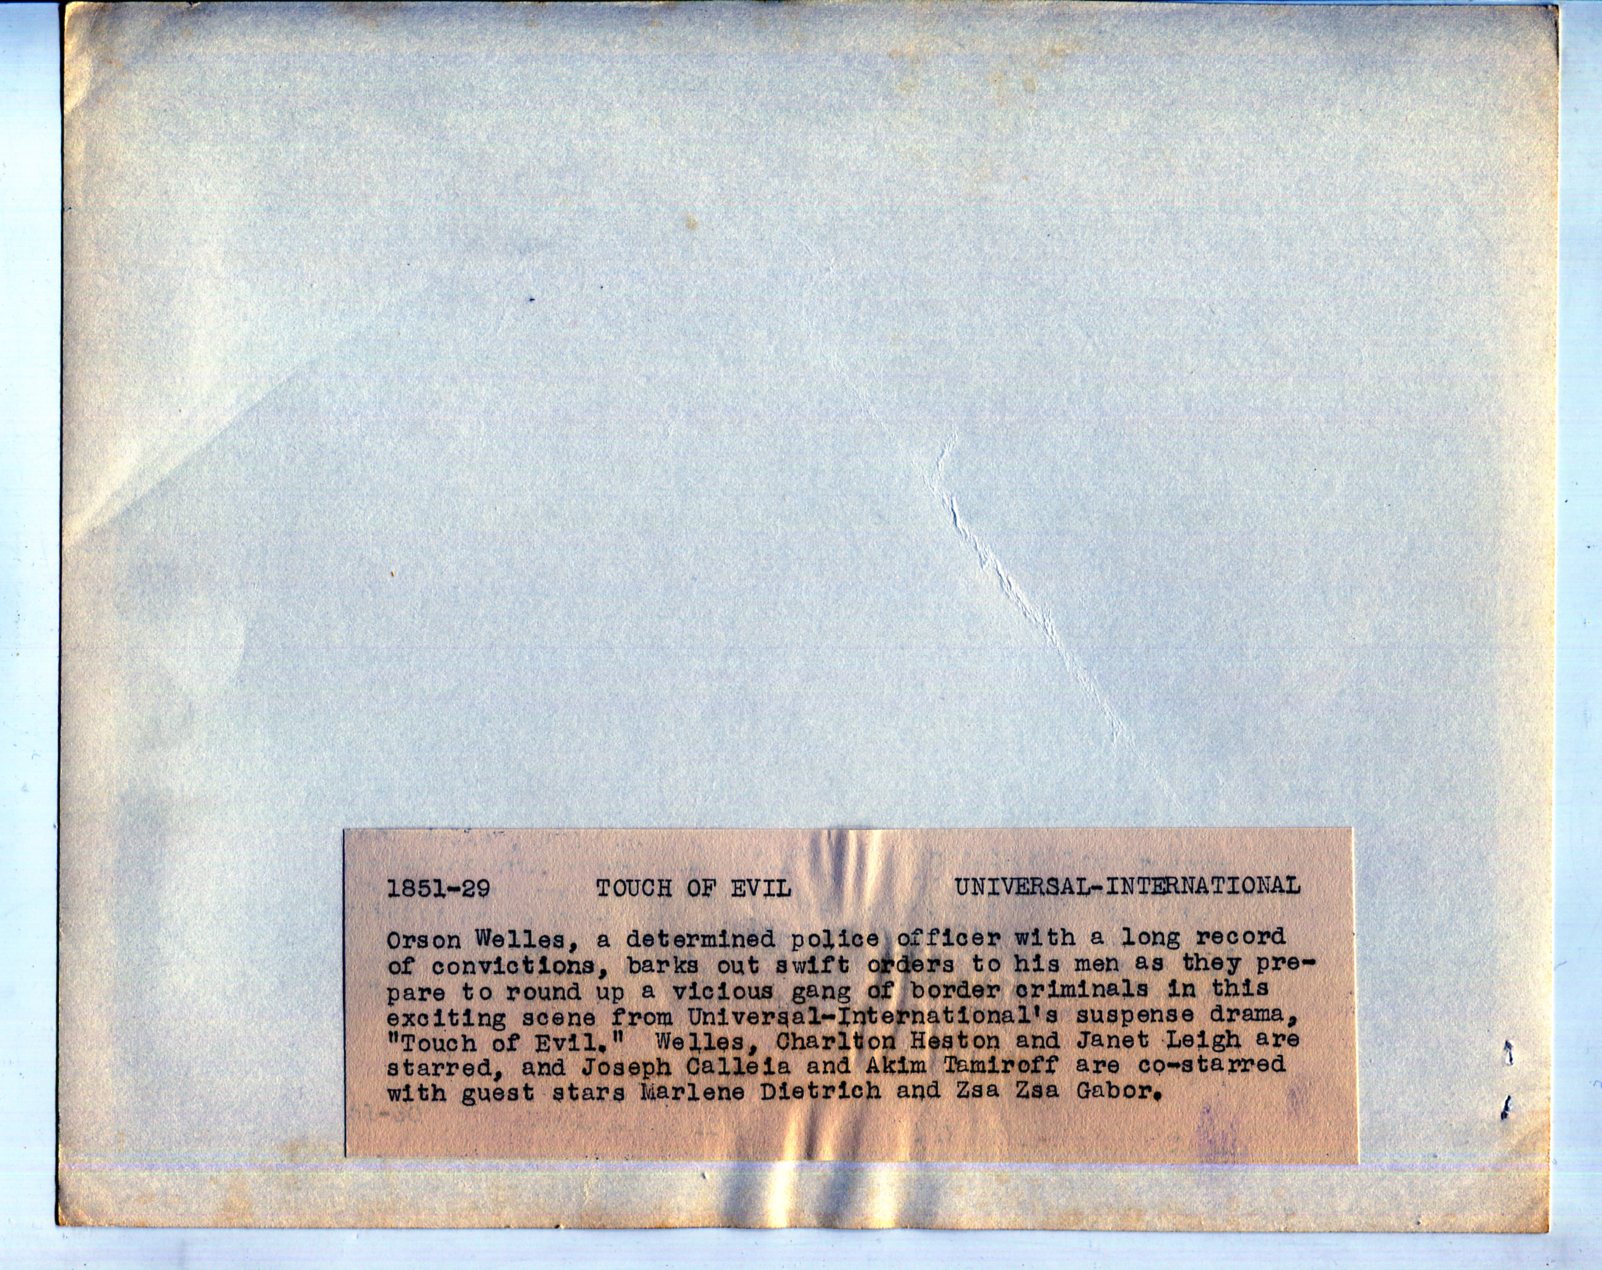 1851-29 TOUCH OF EVIL UNIVERSAL-INTERNATIONAL
Orson Welles, a determined police officer with a long record
of convictions, barks out swift orders to his men as they pre-
pare to round up a vicious gang of border criminals in this
exciting scene from Universal-International's suspense drama,
"Touch of Evil." Welles, Charlton Heston and Janet Leigh are
starred, and Joseph Calleia and Akim Tamiroff are co-starred
with guest stars Marlene Dietrich and Zsa Zsa Gabor.